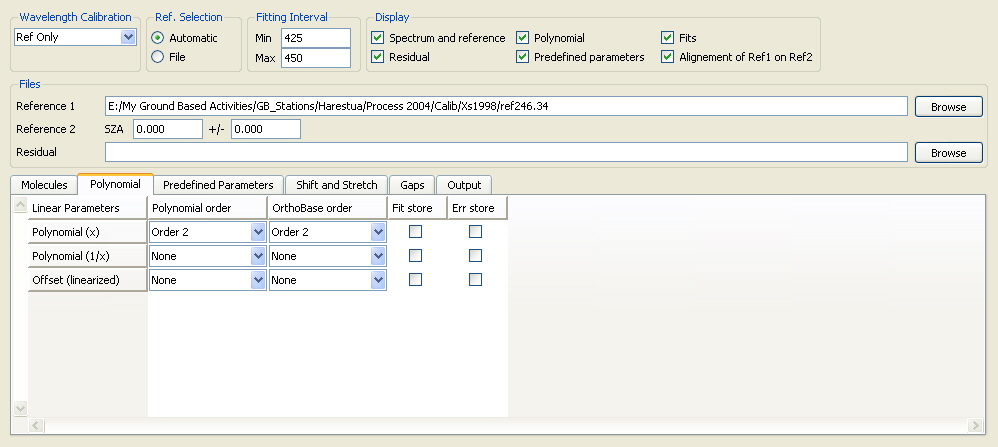 Wavelength Calibration
Ref Only
Ref. Selection
Automatic
File
Fitting Interval
Min 425
Max 450
Display
Spectrum and reference Polynomial Fits
Residual Predefined parameters Alignement of Ref1 on Ref2
Files
Reference 1 E:/My Ground Based Activities/GB_Stations/Harestua/Process 2004/Calib/Xs1998/ref246.34 Browse
Reference 2 SZA 0.000 +/- 0.000
Residual Browse
Molecules Polynomial Predefined Parameters Shift and Stretch Gaps Output
Linear Parameters Polynomial order OrthoBase order Fit store Err store
Polynomial (x) Order 2 Order 2
Polynomial (1/x) None None
Offset (linearized) None None